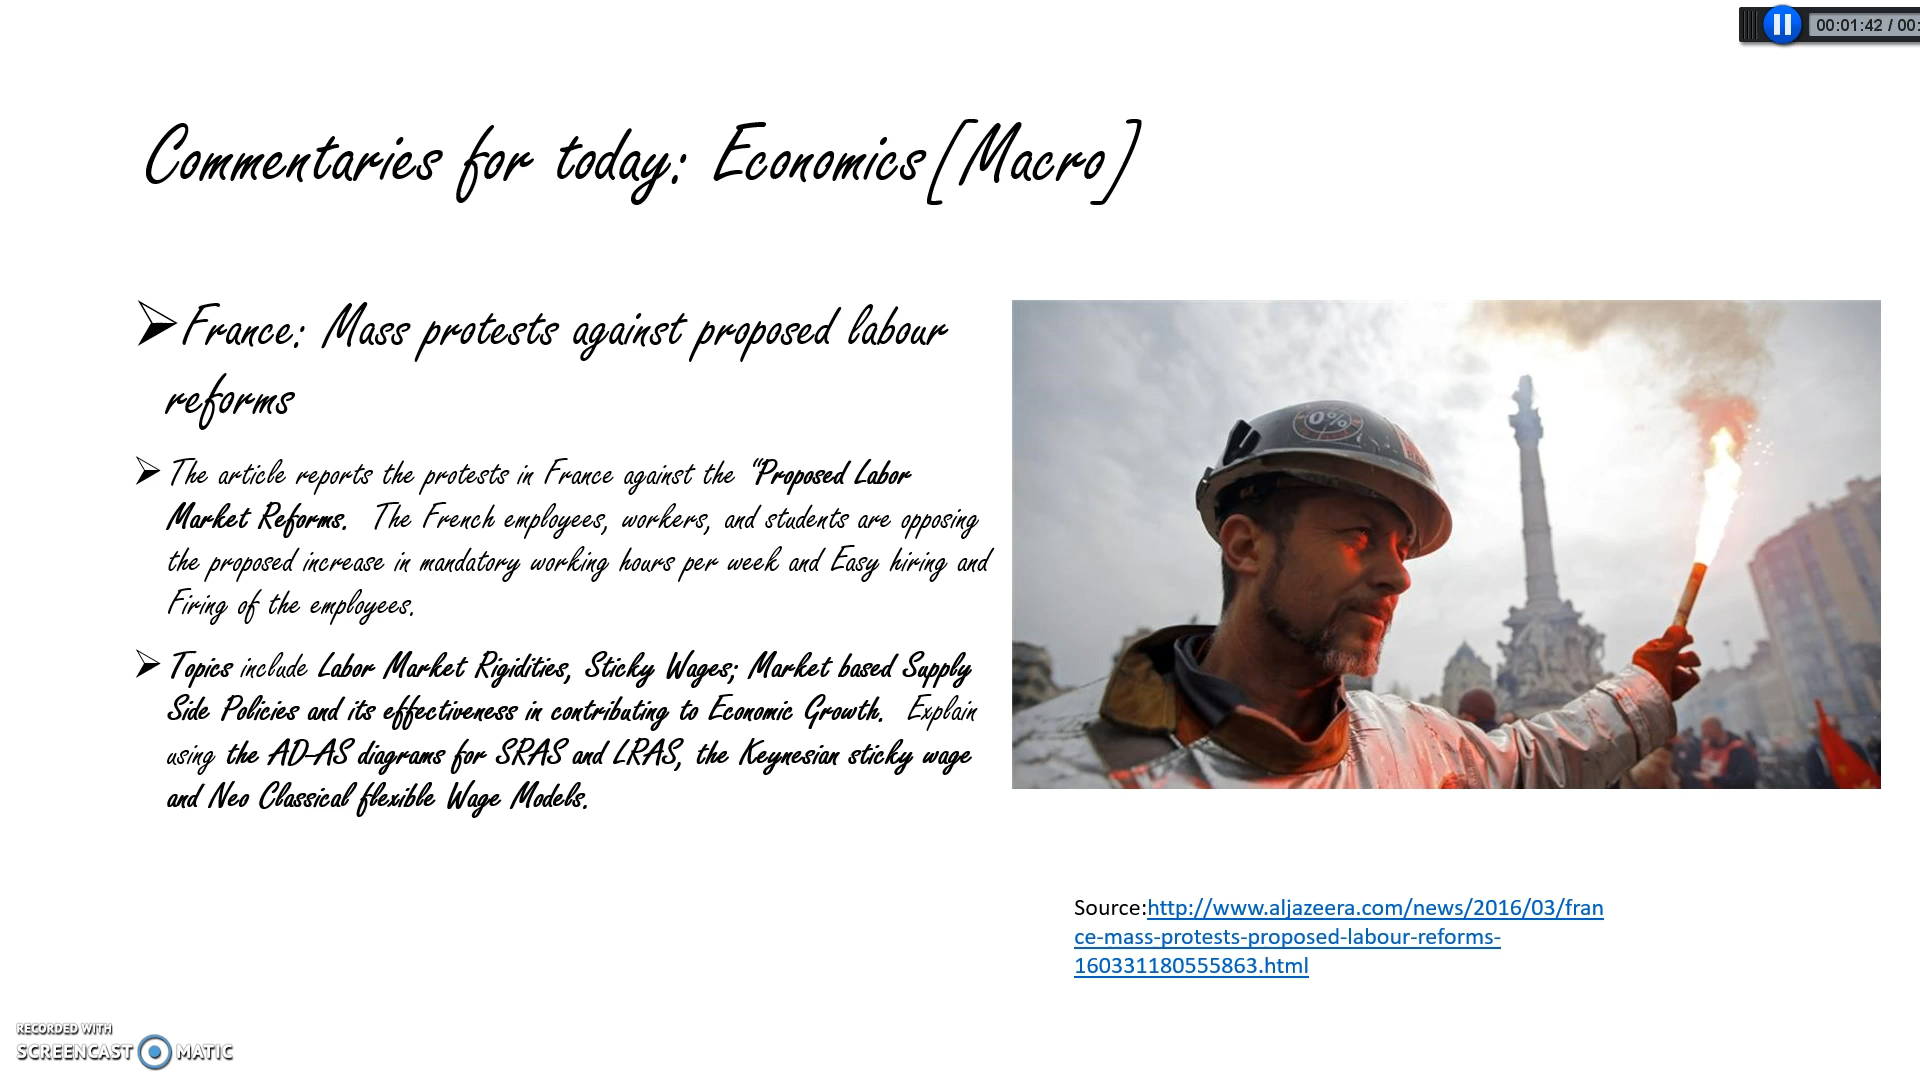 00:01:42 / 00:
Commentaries for today: Economics[Macro]
France: Mass protests against proposed labour
reforms
The article reports the protests in France against the "Proposed Labor
Market Reforms. The French employees, workers, and students are opposing
the proposed increase in mandatory working hours per week and Easy hiring and
Firing of the employees.
Topics include Labor Market Rigidities, Sticky Wages; Market based Supply
Side Policies and its effectiveness in contributing to Economic Growth. Explain
using the AD-AS diagrams for SRAS and LRAS, the Keynesian sticky wage
and Neo Classical flexible Wage Models.
0%
Source:http://www.aljazeera.com/news/2016/03/fran
ce-mass-protests-proposed-labour-reforms-
160331180555863.html
RECORDED WITH
SCREENCAST MATIC